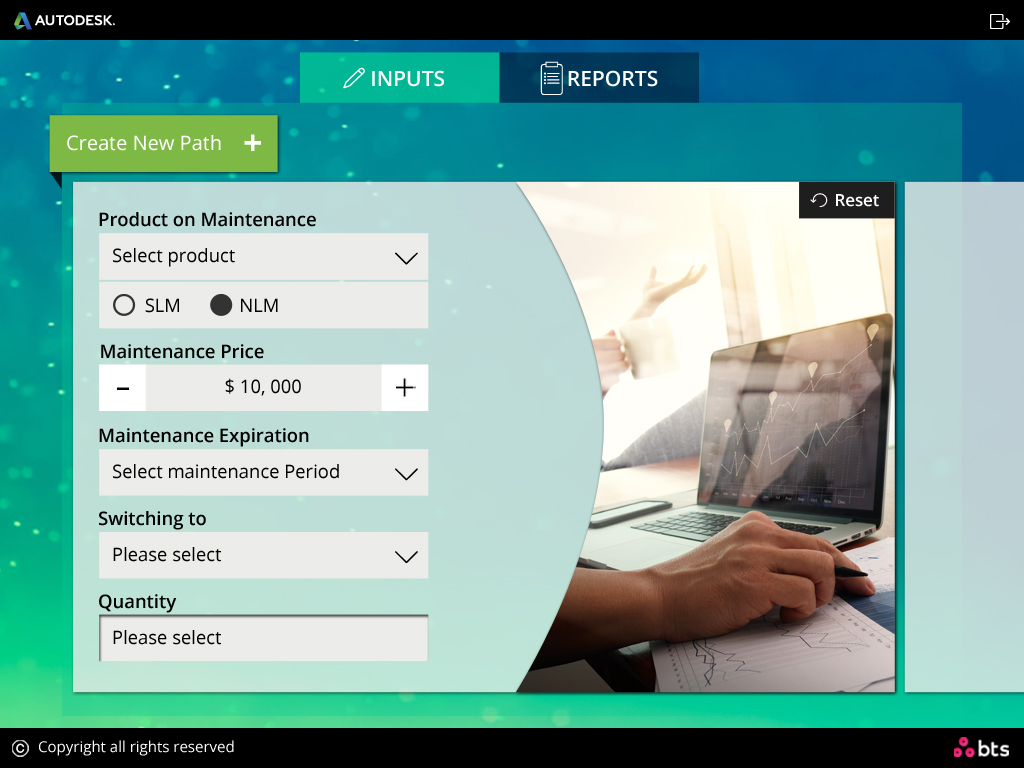 AUTODESK.
INPUTS
REPORTS
Create New Path +
Reset
Product on Maintenance
Select product
SLM NLM
Maintenance Price
- $ 10, 000 +
Maintenance Expiration
Select maintenance Period
Switching to
Please select
Quantity
Please select
© Copyright all rights reserved
bts